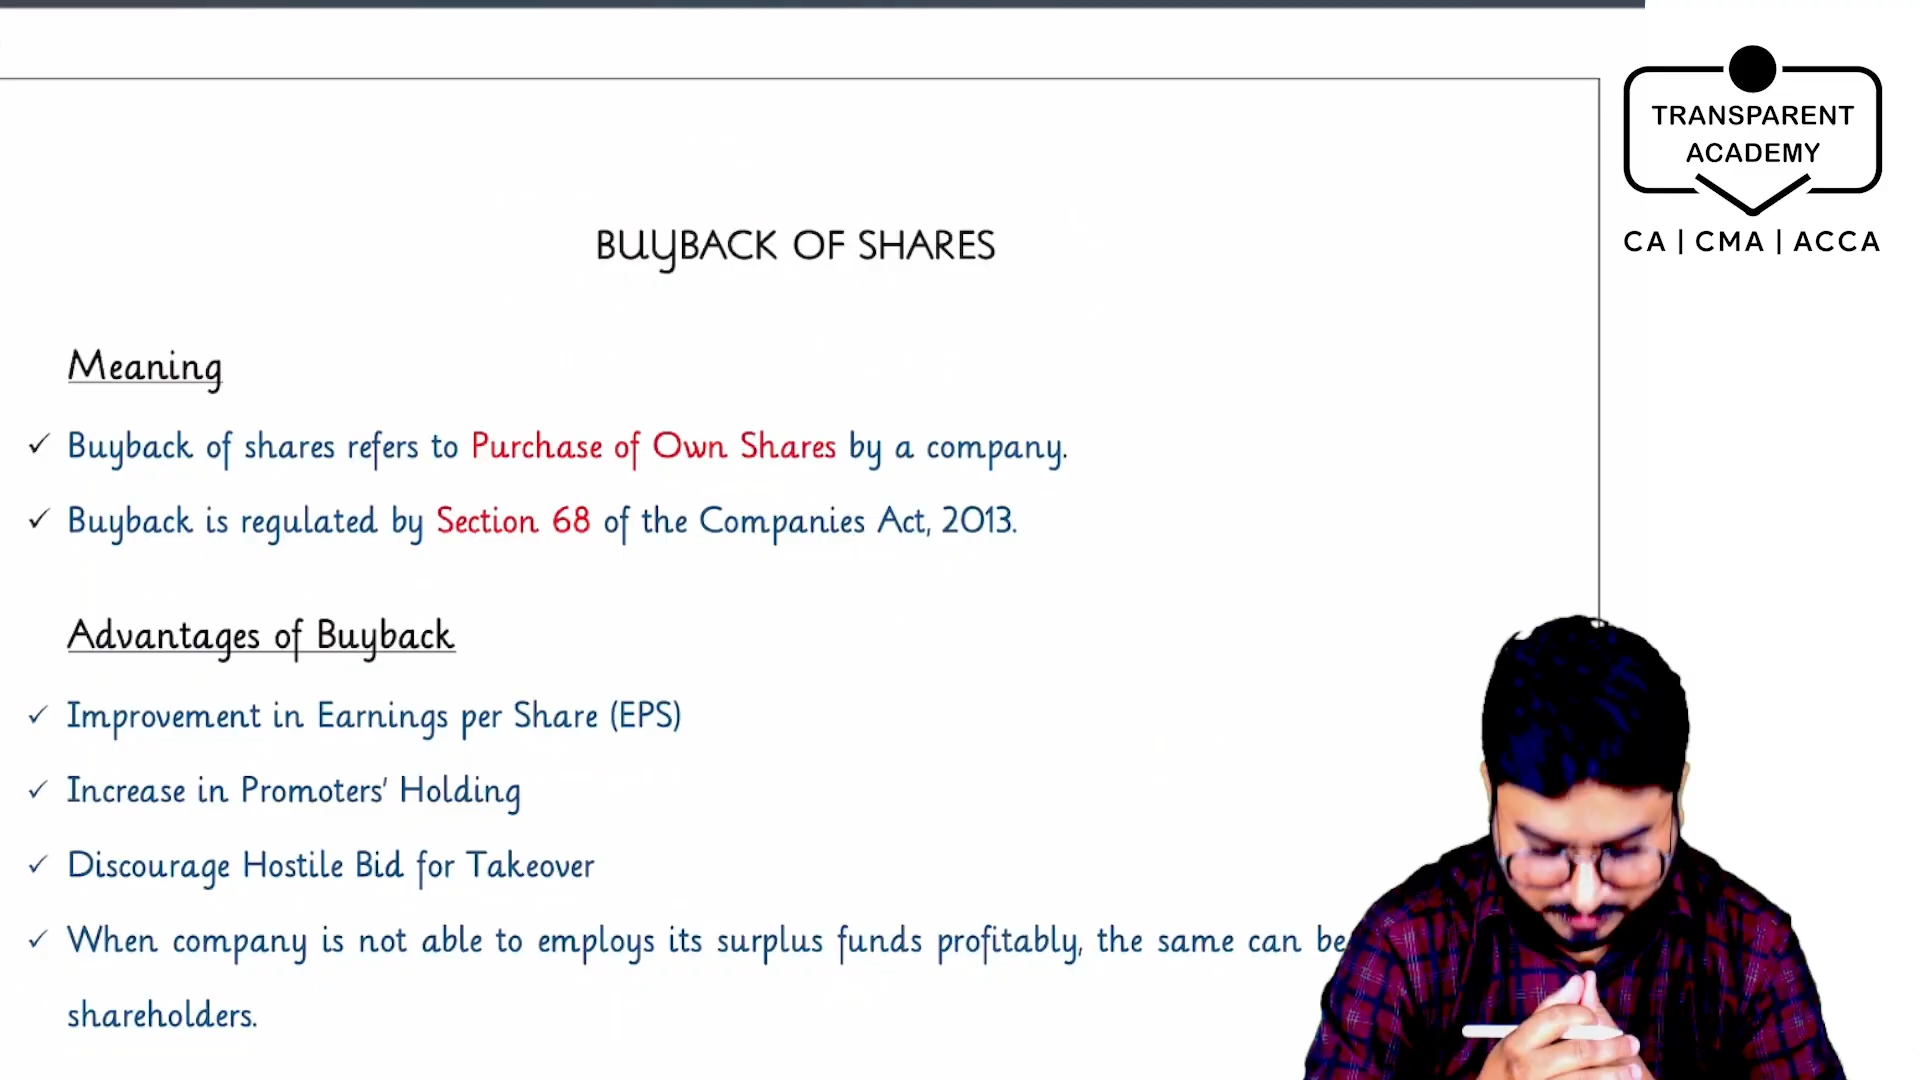 TRANSPARENT
ACADEMY
CA | CMA | ACCA
BUYBACK OF SHARES
Meaning
✓ Buyback of shares refers to Purchase of Own Shares by a company.
✓ Buyback is regulated by Section 68 of the Companies Act, 2013.
Advantages of Buyback
✓ Improvement in Earnings per Share (EPS)
✓ Increase in Promoters' Holding
✓ Discourage Hostile Bid for Takeover
✓ When company is not able to employs its surplus funds profitably, the same can be
shareholders.